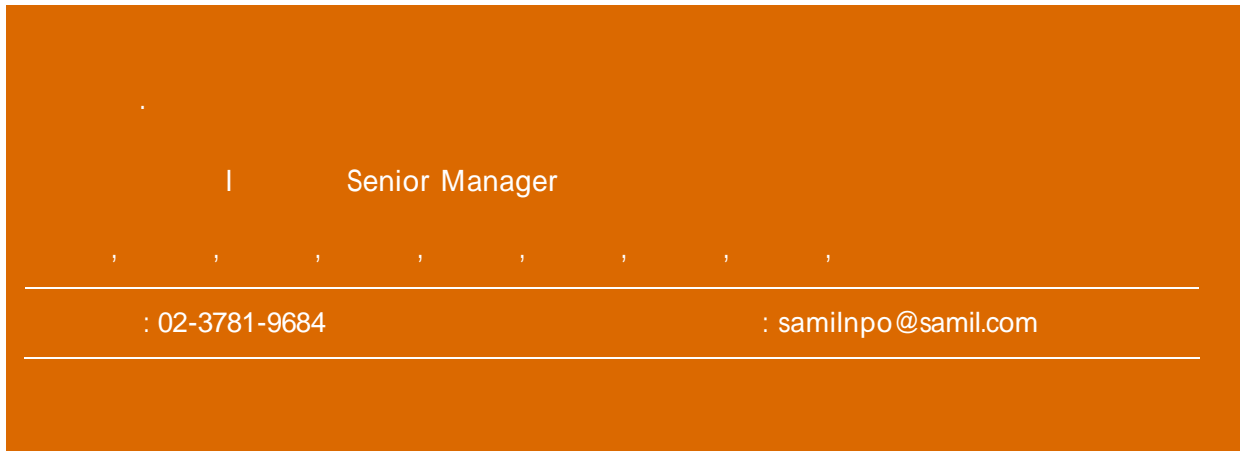 .
l Senior Manager
, , , , , , , ,
: 02-3781-9684 : samilnpo@samil.com